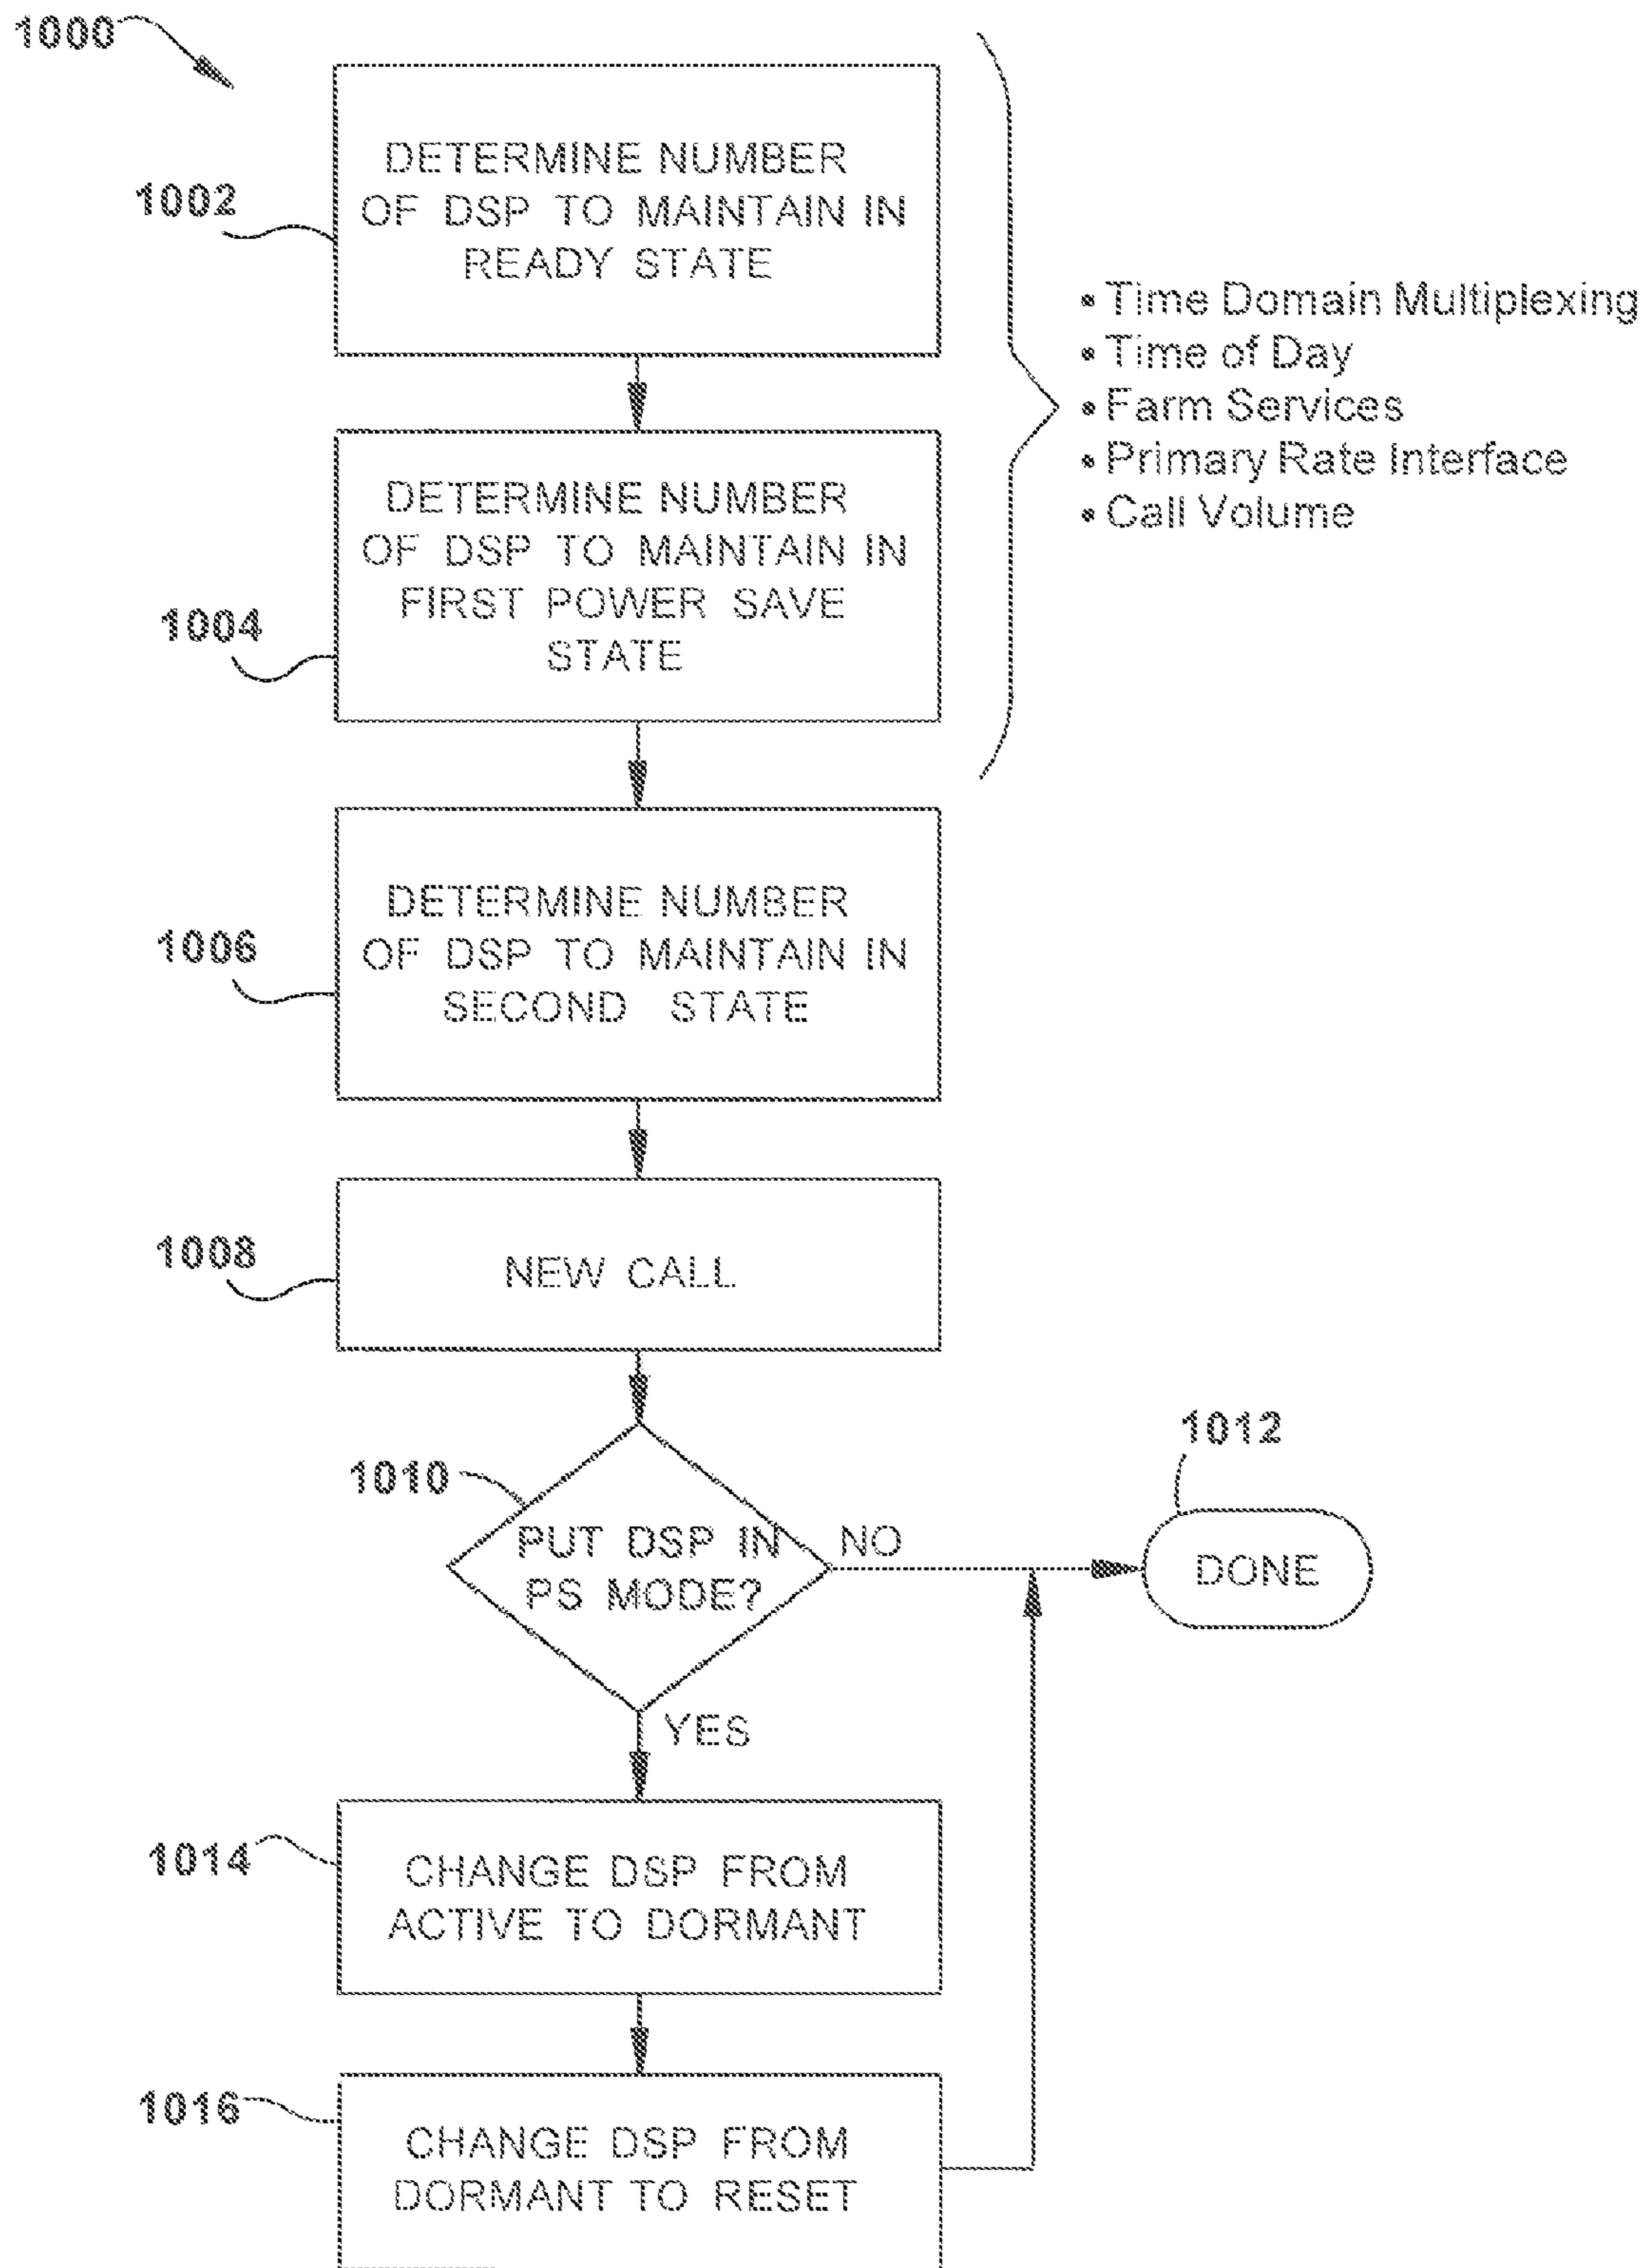 1000
1002
DETERMINE NUMBER
OF DSP TO MAINTAIN IN
READY STATE
• Time Domain Multiplexing
• Time of Day
• Farm Services
• Primary Rate Interface
• Call Volume
1004
DETERMINE NUMBER
OF DSP TO MAINTAIN IN
FIRST POWER SAVE
STATE
1006
DETERMINE NUMBER
OF DSP TO MAINTAIN IN
SECOND STATE
1008
NEW CALL
1010
PUT DSP IN
PS MODE?
NO
1012
DONE
YES
1014
CHANGE DSP FROM
ACTIVE TO DORMANT
1016
CHANGE DSP FROM
DORMANT TO RESET